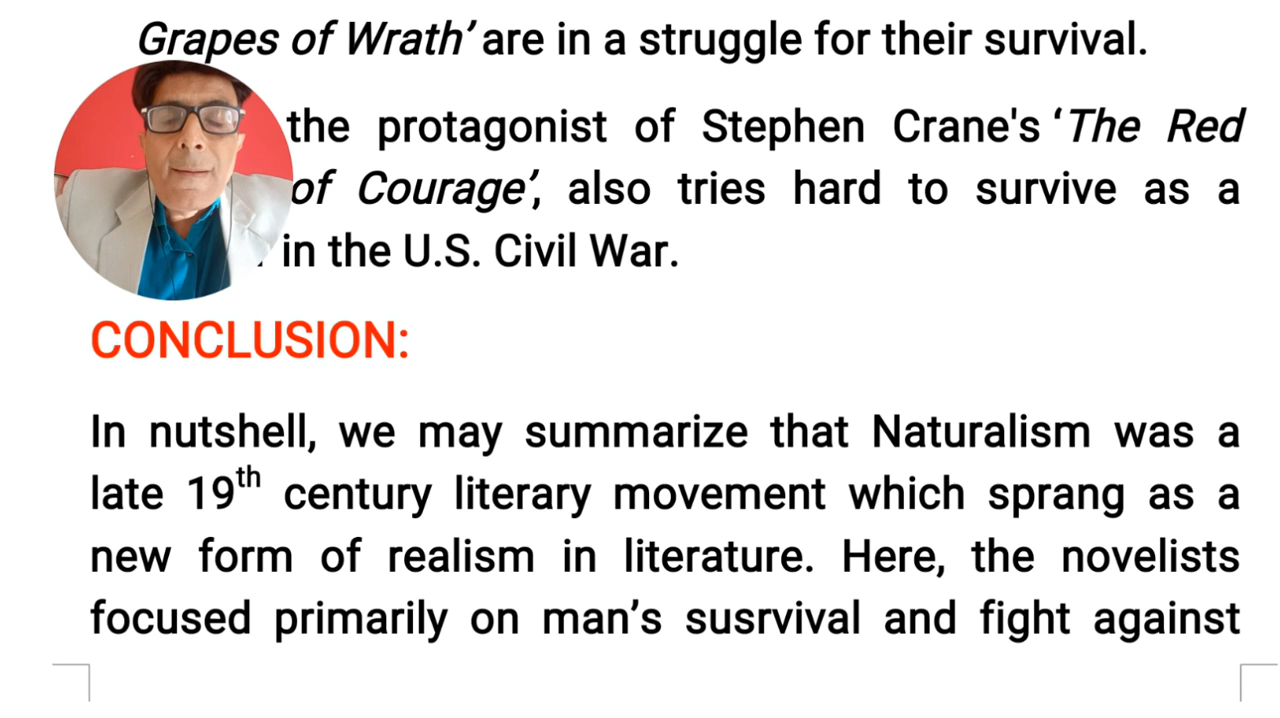 Grapes of Wrath’ are in a struggle for their survival.
the protagonist of Stephen Crane's ‘The Red
of Courage’, also tries hard to survive as a
in the U.S. Civil War.
CONCLUSION:
In nutshell, we may summarize that Naturalism was a
late 19th century literary movement which sprang as a
new form of realism in literature. Here, the novelists
focused primarily on man’s susrvival and fight against